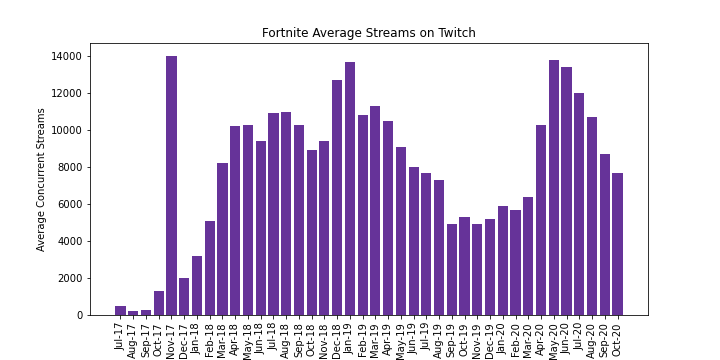 Fortnite Average Streams on Twitch
Average Concurrent Streams
14000
12000
10000
8000
6000
4000
2000
0
Jul-17
Aug-17
Sep-17
Oct-17
Nov-17
Dec-17
Jan-18
Feb-18
Mar-18
Apr-18
May-18
Jun-18
Jul-18
Aug-18
Sep-18
Oct-18
Nov-18
Dec-18
Jan-19
Feb-19
Mar-19
Apr-19
May-19
Jun-19
Jul-19
Aug-19
Sep-19
Oct-19
Nov-19
Dec-19
Jan-20
Feb-20
Mar-20
Apr-20
May-20
Jun-20
Jul-20
Aug-20
Sep-20
Oct-20